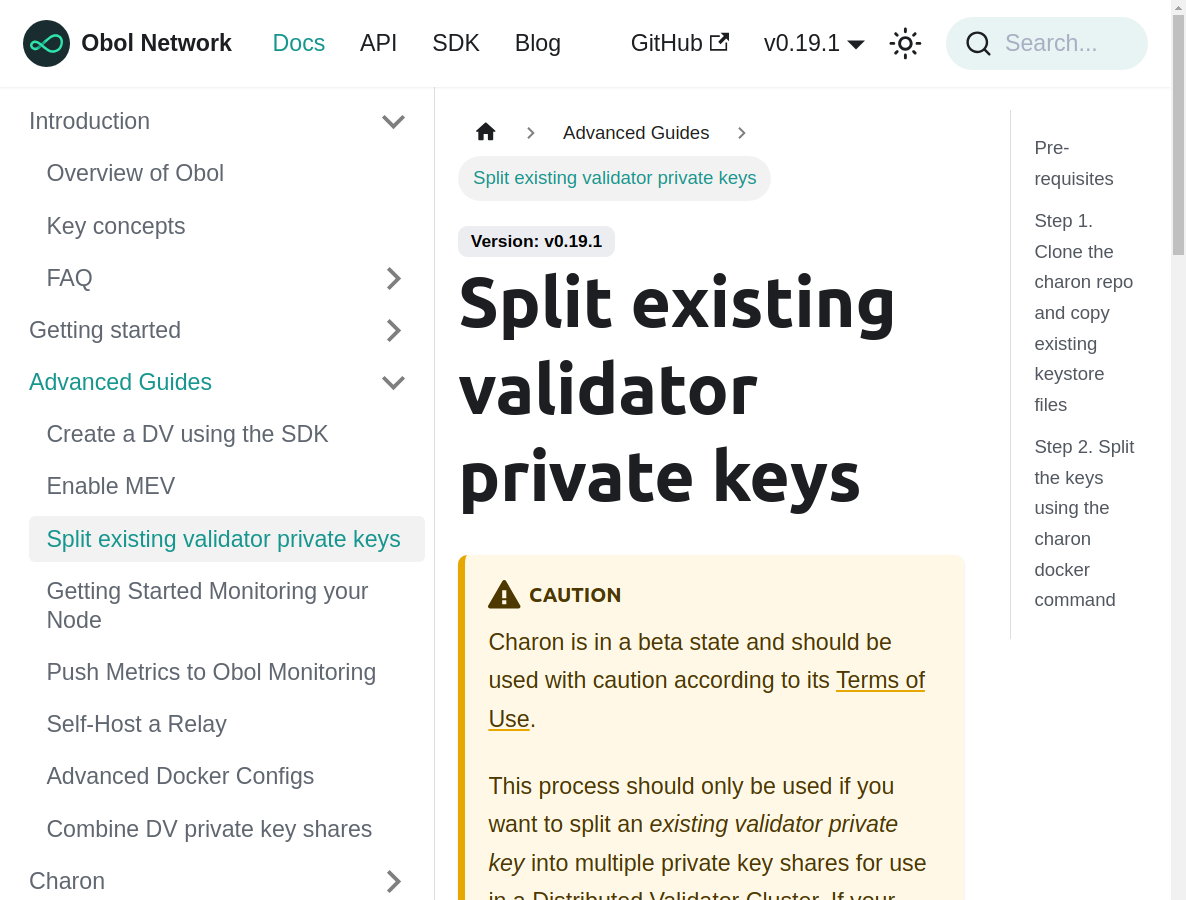 Obol Network
Docs
API
SDK
Blog
GitHub
v0.19.1
Search...
Introduction
Overview of Obol
Key concepts
FAQ
Getting started
Advanced Guides
Create a DV using the SDK
Enable MEV
Split existing validator private keys
Getting Started Monitoring your
Node
Push Metrics to Obol Monitoring
Self-Host a Relay
Advanced Docker Configs
Combine DV private key shares
Charon
Advanced Guides
Split existing validator private keys
Version: v0.19.1
Split existing
validator
private keys
CAUTION
Charon is in a beta state and should be
used with caution according to its Terms of
Use.
This process should only be used if you
want to split an existing validator private
key into multiple private key shares for use
in a Distributed Validator Cluster. If your
Pre-
requisites
Step 1.
Clone the
charon repo
and copy
existing
keystore
files
Step 2. Split
the keys
using the
charon
docker
command